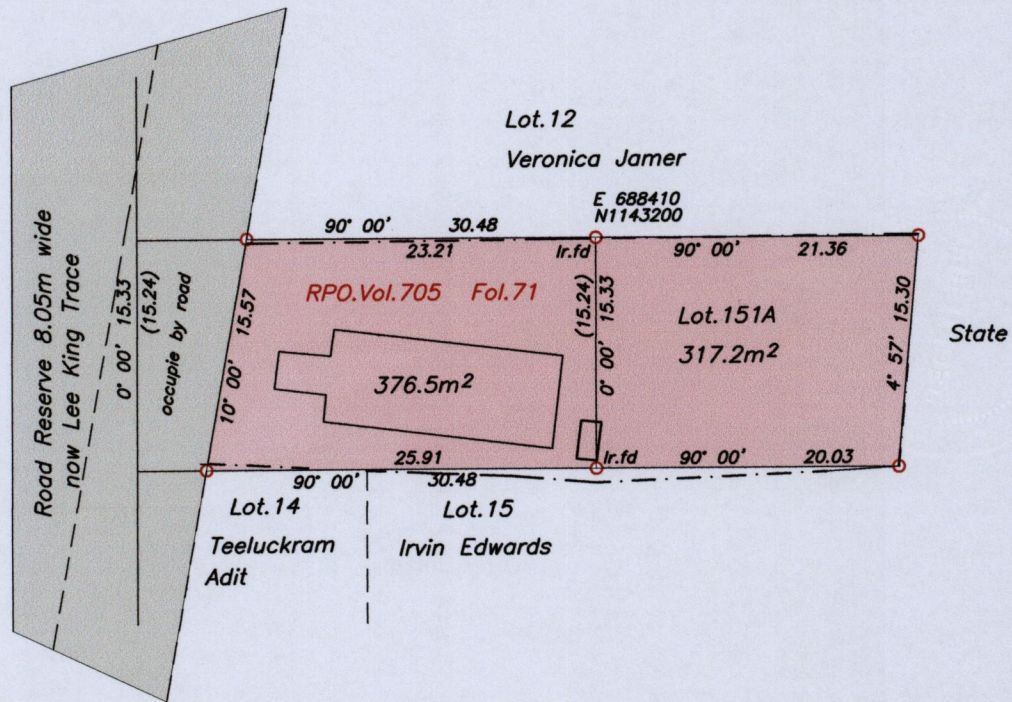 Lot.12
Veronica Jamer
E 688410
N1143200
90° 00' 30.48
23.21
Ir.fd
90° 00' 21.36
Road Reserve 8.05m wide
now Lee King Trace
0° 00' 15.33
(15.24)
occupie by road
10° 00' 15.57
RPO.Vol.705 Fol.71
376.5m²
(15.24)
0° 00' 15.33
Lot.151A
317.2m²
4° 57' 15.30
State
25.91
Ir.fd
90° 00' 20.03
90° 00' 30.48
Lot.14
Teeluckram
Adit
Lot.15
Irvin Edwards